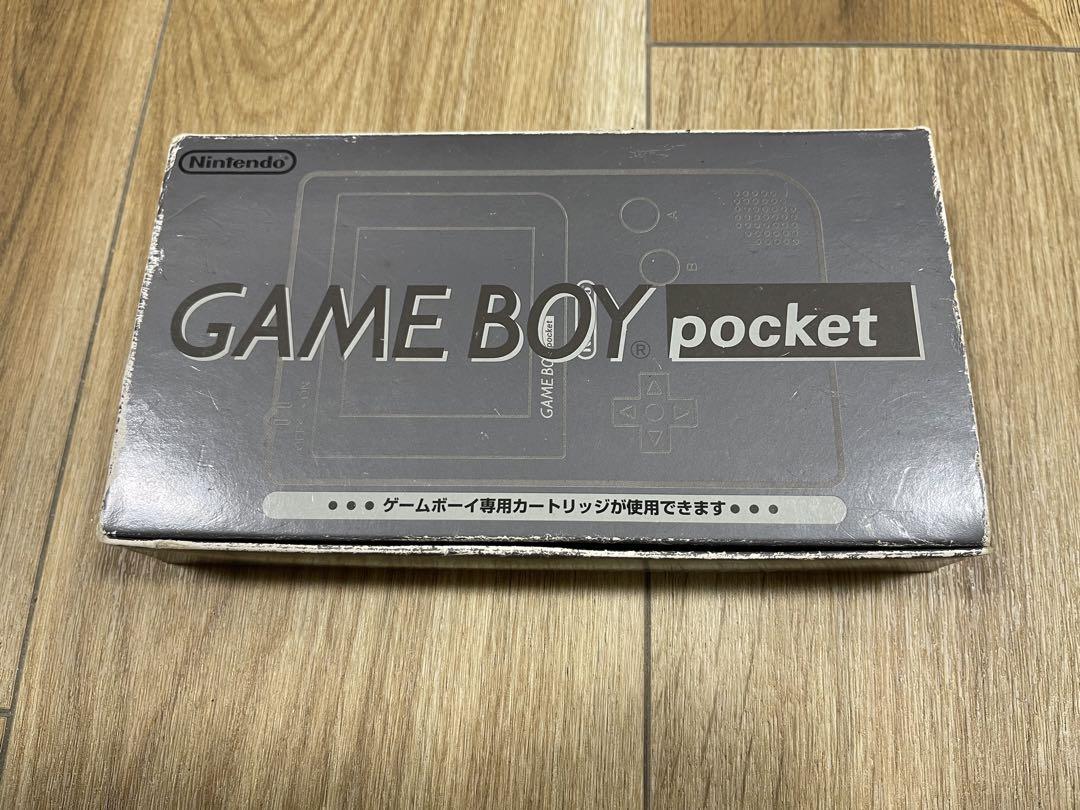 Nintendo®
GAME BOY® pocket
A
B
GAME BOY pocket
●●●ゲームボーイ専用カートリッジが使用できます●●●